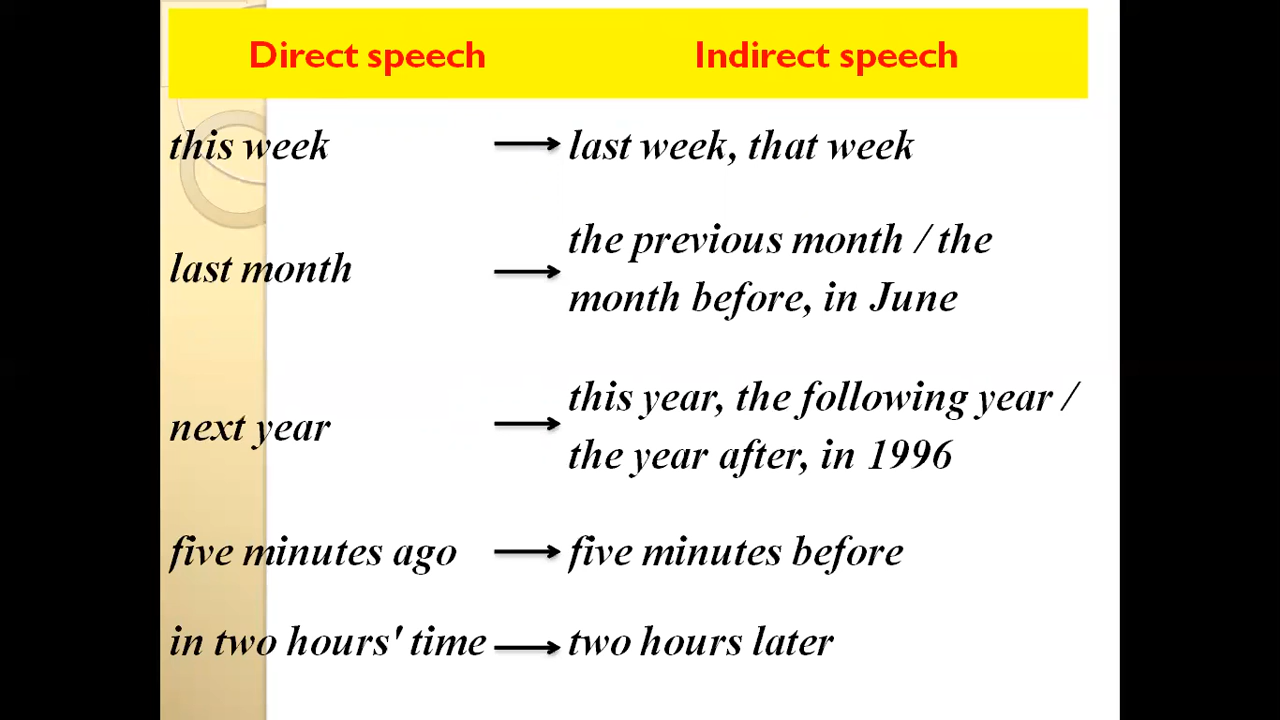 Direct speech Indirect speech
this week last week, that week
last month the previous month / the
month before, in June
next year this year, the following year /
the year after, in 1996
five minutes ago five minutes before
in two hours' time two hours later